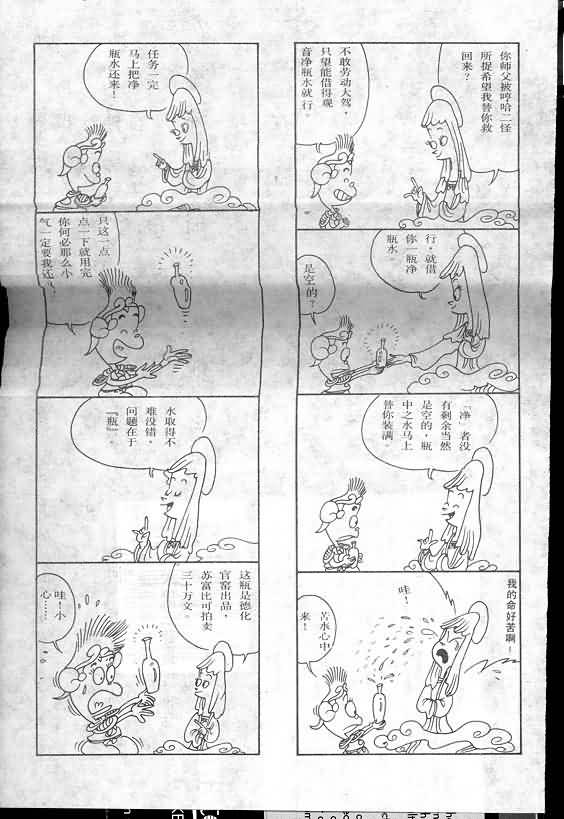 你师父被哼哈二怪
所捉希望我替你救
回来？
不敢劳动大驾，
只望能借得观
音净瓶水就行。
行，就借
你一瓶净
瓶水。
是空的？
「净」者没
有剩余当然
是空的，瓶
中之水马上
替你装满。
我的命好苦啊！
哇！
苦水心中
来！
任务一完
马上把净
瓶水还来！
只这一点
点一下就用完
你何必那么小
气一定要我还？
水取得不
难没错，
问题在于
『瓶』。
这瓶是德化
官窑出品，
苏富比可拍卖
三十万文。
哇！小
心……